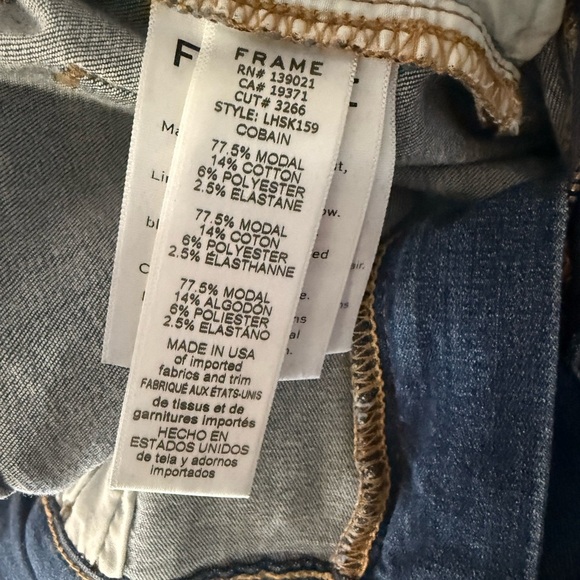 FRAME
RN# 139021
CA# 19371
CUT# 3266
STYLE: LHSK159
COBAIN
77.5% MODAL
14% COTTON
6% POLYESTER
2.5% ELASTANE
77.5% MODAL
14% COTON
6% POLYESTER
2.5% ÉLASTHANNE
77.5% MODAL
14% ALGODÓN
6% POLIESTER
2.5% ELASTANO
MADE IN USA
of imported
fabrics and trim
FABRIQUÉ AUX ÉTATS-UNIS
de tissus et de
garnitures importés
HECHO EN
ESTADOS UNIDOS
de tela y adornos
importados